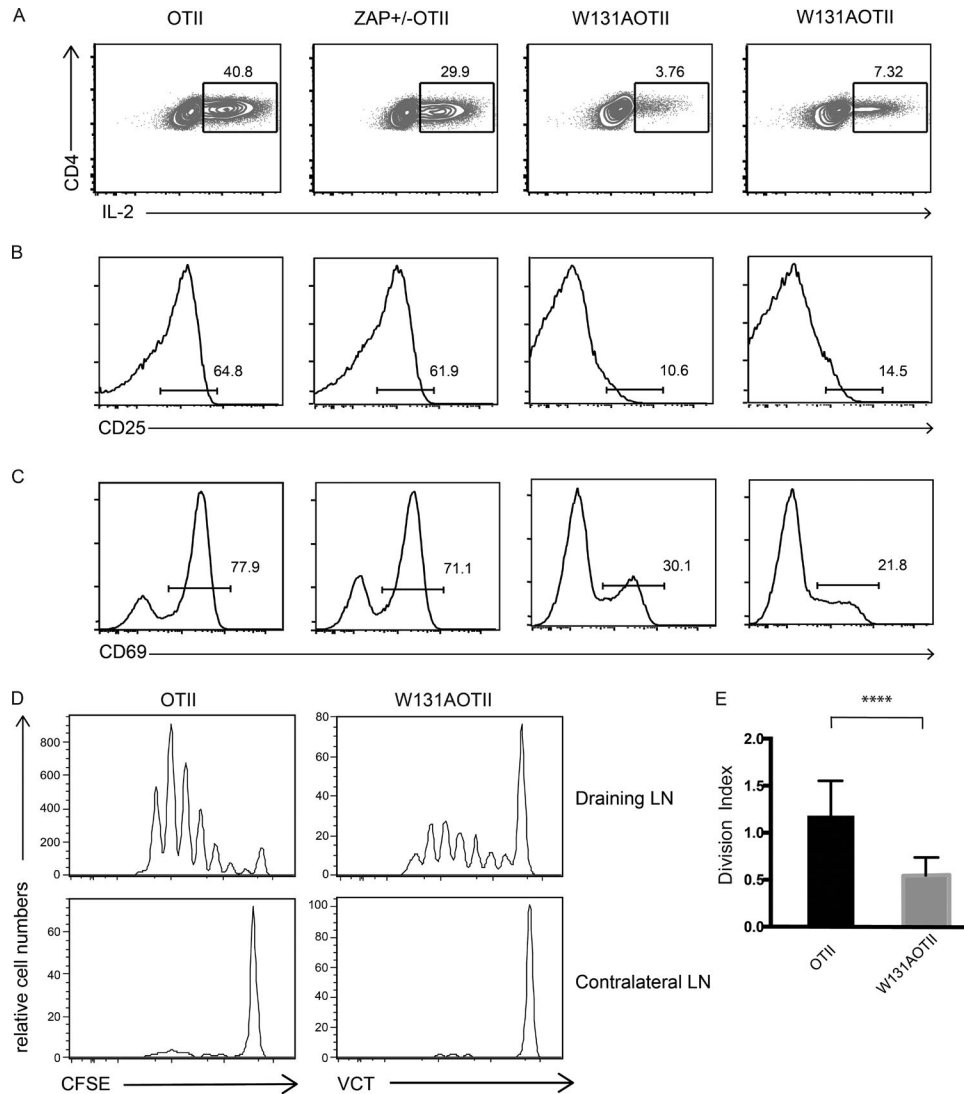 A
OTII
ZAP+/-OTII
W131AOTII
W131AOTII
CD4
40.8
29.9
3.76
7.32
IL-2
B
64.8
61.9
10.6
14.5
CD25
C
77.9
71.1
30.1
21.8
CD69
D
OTII
W131AOTII
relative cell numbers
800
600
400
200
0
80
60
40
20
0
Draining LN
60
40
20
0
100
80
60
40
20
0
Contralateral LN
CFSE
VCT
E
****
Division Index
2.0
1.5
1.0
0.5
0.0
OTII
W131AOTII